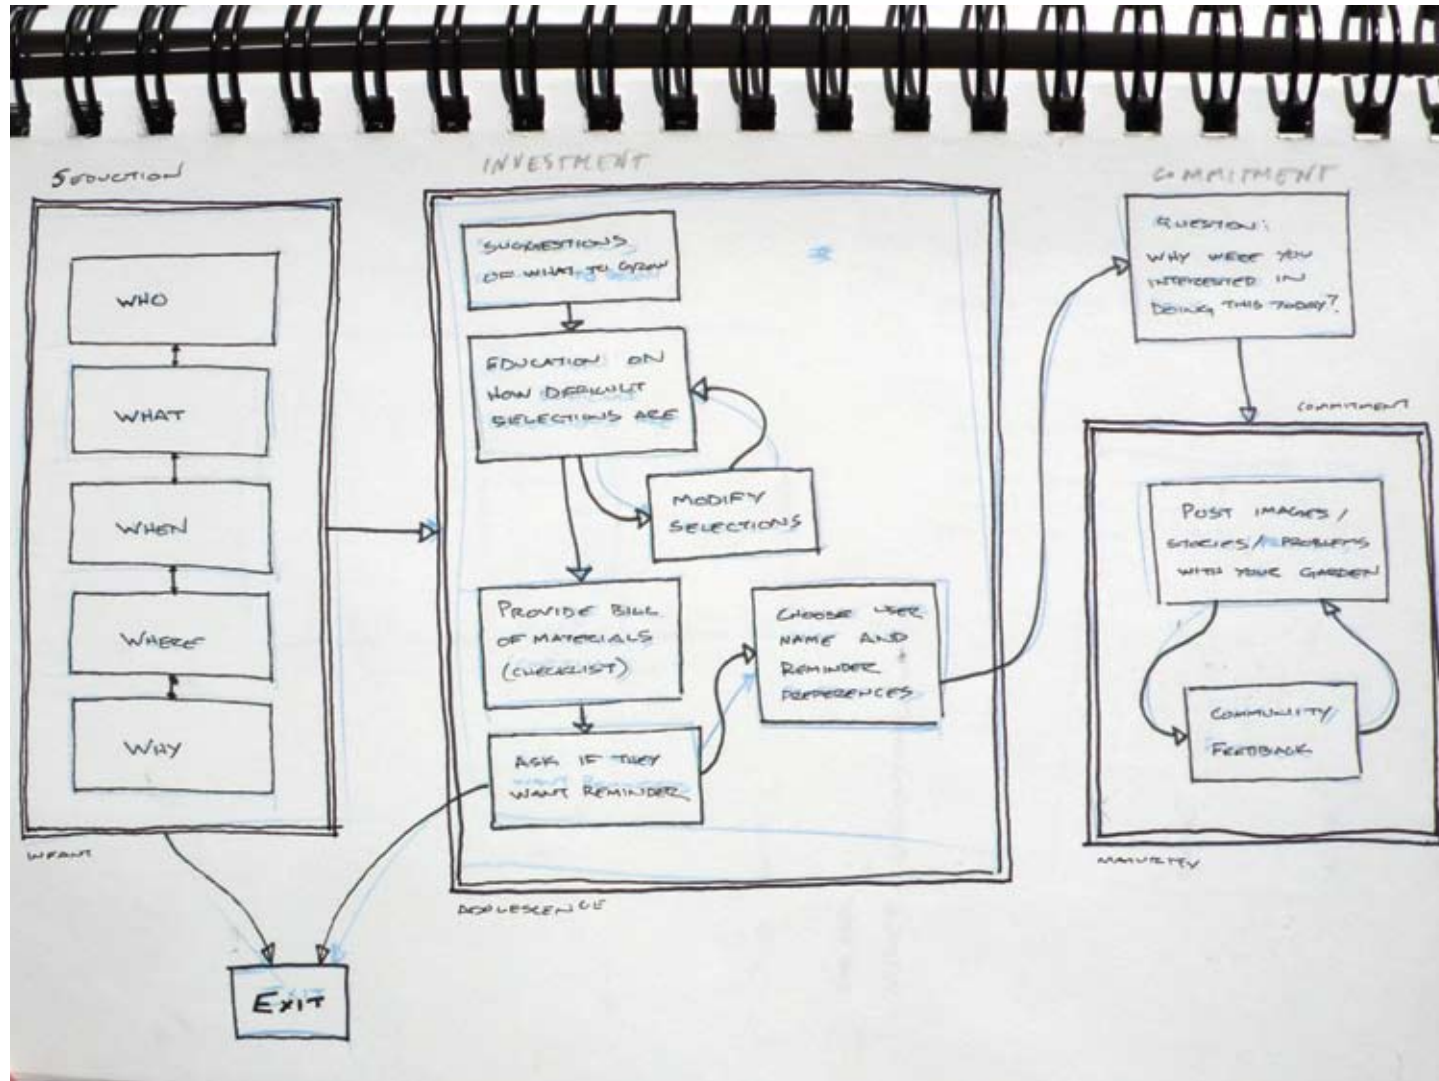 SEDUCTION
WHO
WHAT
WHEN
WHERE
WHY
INFANT
INVESTMENT
SUGGESTIONS
OF WHAT TO GROW
EDUCATION ON
HOW DIFFICULT
SELECTIONS ARE
MODIFY
SELECTIONS
PROVIDE BILL
OF MATERIALS
(CHECKLIST)
ASK IF THEY
WANT REMINDER
CHOOSE USER
NAME AND
REMINDER
PREFERENCES
ADOLESCENCE
EXIT
COMMITMENT
QUESTION:
WHY WERE YOU
INTERESTED IN
DOING THIS TODAY?
COMMITMENT
POST IMAGES/
STORIES/PROBLEMS
WITH YOUR GARDEN
COMMUNITY
FEEDBACK
MATURITY